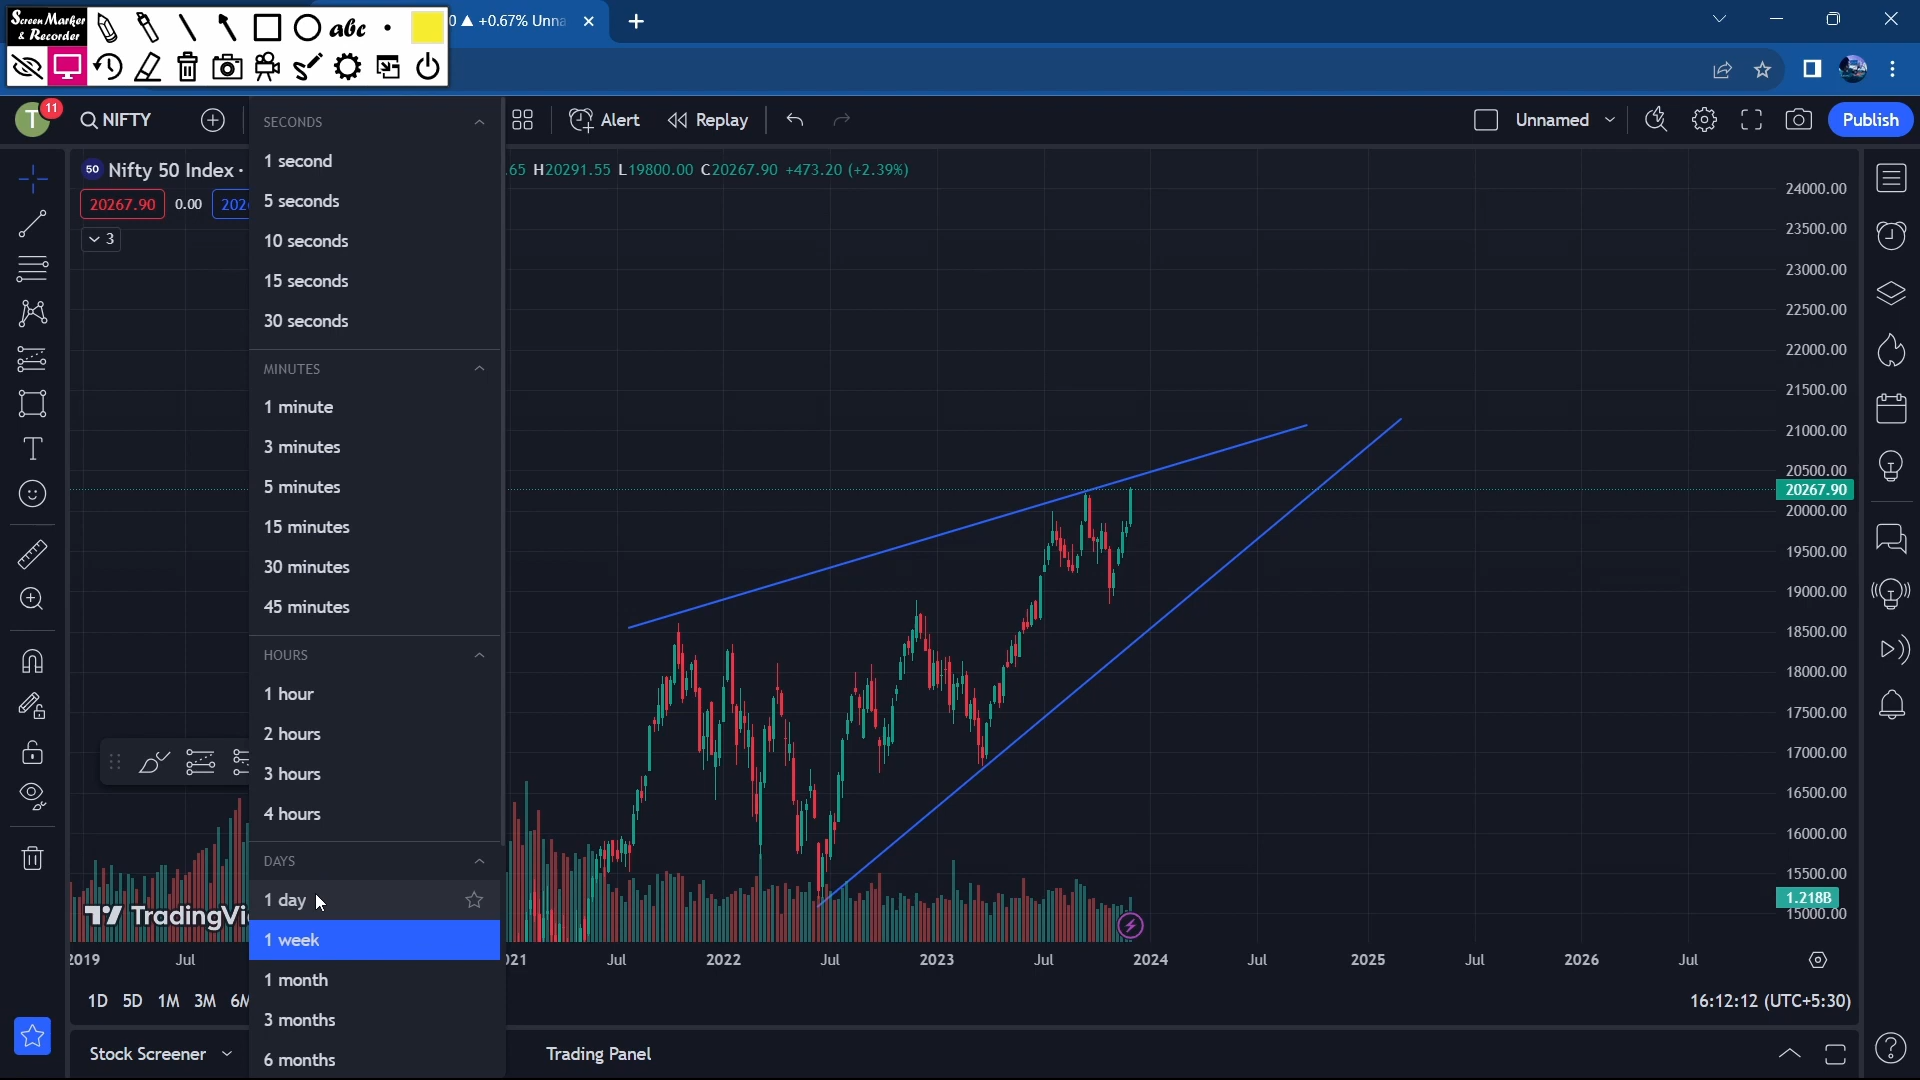 Screen Marker
& Recorder
abc
0 ▲ +0.67% Unna
T
11
NIFTY
SECONDS
Alert
Replay
Unnamed
Publish
50
Nifty 50 Index ·
.65 H20291.55 L19800.00 C20267.90 +473.20 (+2.39%)
20267.90
0.00
202
3
1 second
5 seconds
10 seconds
15 seconds
30 seconds
MINUTES
1 minute
3 minutes
5 minutes
15 minutes
30 minutes
45 minutes
HOURS
1 hour
2 hours
3 hours
4 hours
DAYS
1 day
1 week
1 month
3 months
6 months
24000.00
23500.00
23000.00
22500.00
22000.00
21500.00
21000.00
20500.00
20267.90
20000.00
19500.00
19000.00
18500.00
18000.00
17500.00
17000.00
16500.00
16000.00
15500.00
1.218B
15000.00
TradingVi
2019
Jul
021
Jul
2022
Jul
2023
Jul
2024
Jul
2025
Jul
2026
Jul
1D 5D 1M 3M 6M
16:12:12 (UTC+5:30)
Stock Screener
Trading Panel